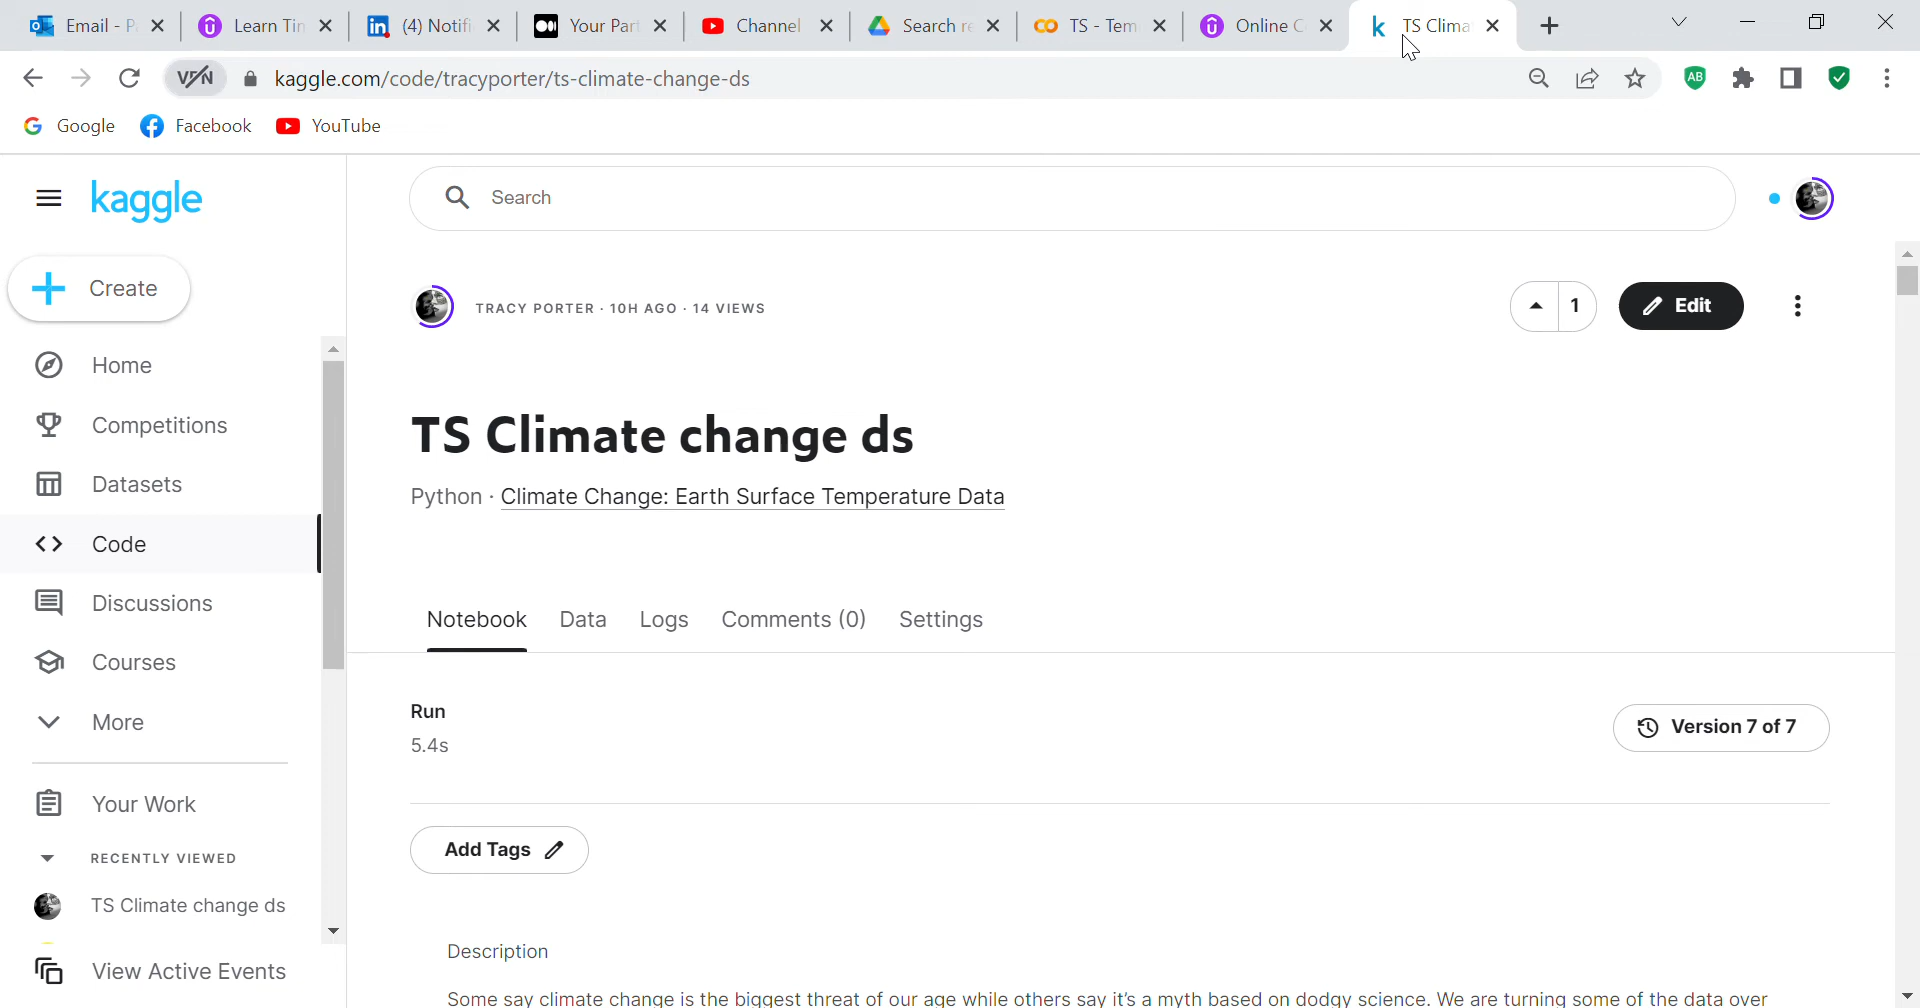 Email - P
Learn Tin
(4) Notifi
Your Part
Channel
Search re
TS - Tem
Online C
TS Clima
VPN
kaggle.com/code/tracyporter/ts-climate-change-ds
AB
Google
Facebook
YouTube
kaggle
Search
Create
TRACY PORTER · 10H AGO · 14 VIEWS
1
Edit
Home
Competitions
Datasets
Code
Discussions
Courses
More
Your Work
RECENTLY VIEWED
TS Climate change ds
View Active Events
TS Climate change ds
Python · Climate Change: Earth Surface Temperature Data
Notebook Data Logs Comments (0) Settings
Run
5.4s
Version 7 of 7
Add Tags
Description
Some say climate change is the biggest threat of our age while others say it's a myth based on dodgy science. We are turning some of the data over